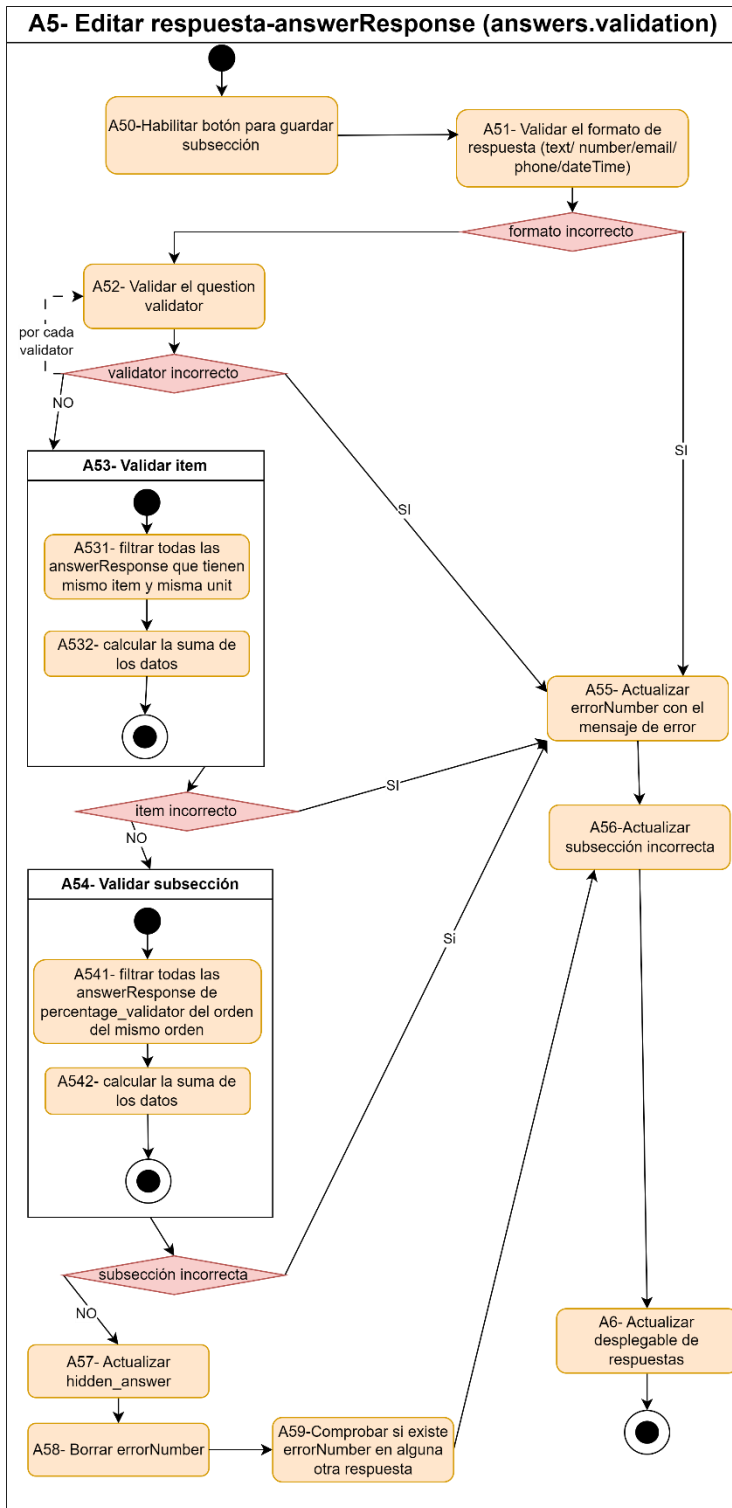 A5- Editar respuesta-answerResponse (answers.validation)
A50-Habilitar botón para guardar
subsección
A51- Validar el formato de
respuesta (text/ number/email/
phone/dateTime)
formato incorrecto
A52- Validar el question
validator
por cada
validator
validator incorrecto
NO
SI
SI
A53- Validar item
A531- filtrar todas las
answerResponse que tienen
mismo item y misma unit
A532- calcular la suma de
los datos
A55- Actualizar
errorNumber con el
mensaje de error
item incorrecto
SI
NO
A56-Actualizar
subsección incorrecta
A54- Validar subsección
Si
A541- filtrar todas las
answerResponse de
percentage_validator del orden
del mismo orden
A542- calcular la suma de
los datos
subsección incorrecta
NO
A6- Actualizar
desplegable de
respuestas
A57- Actualizar
hidden_answer
A58- Borrar errorNumber
A59-Comprobar si existe
errorNumber en alguna
otra respuesta